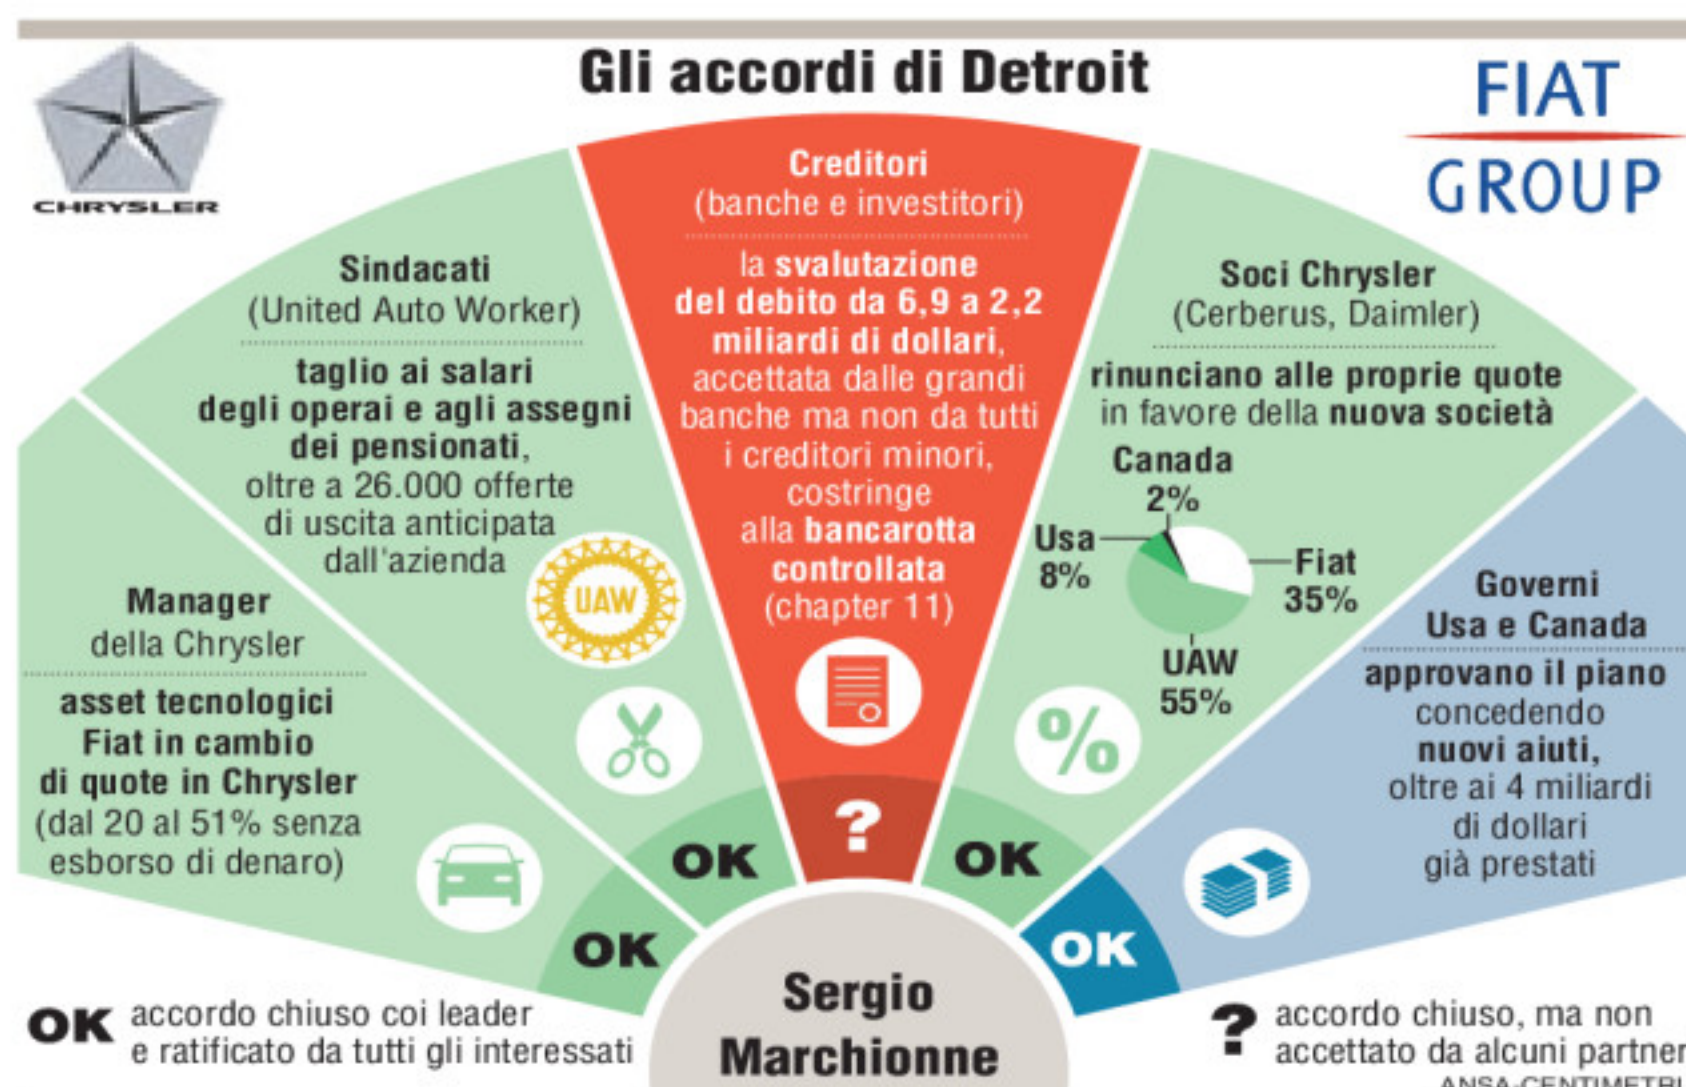 Gli accordi di Detroit
CHRYSLER
FIAT
GROUP
Manager
della Chrysler
asset tecnologici
Fiat in cambio
di quote in Chrysler
(dal 20 al 51% senza
esborso di denaro)
OK
Sindacati
(United Auto Worker)
taglio ai salari
degli operai e agli assegni
dei pensionati,
oltre a 26.000 offerte
di uscita anticipata
dall'azienda
UAW
OK
Creditori
(banche e investitori)
la svalutazione
del debito da 6,9 a 2,2
miliardi di dollari,
accettata dalle grandi
banche ma non da tutti
i creditori minori,
costringe
alla bancarotta
controllata
(chapter 11)
?
Soci Chrysler
(Cerberus, Daimler)
rinunciano alle proprie quote
in favore della nuova società
Canada
2%
Usa
8%
Fiat
35%
UAW
55%
%
OK
Governi
Usa e Canada
approvano il piano
concedendo
nuovi aiuti,
oltre ai 4 miliardi
di dollari
già prestati
OK
Sergio
Marchionne
OK accordo chiuso coi leader
e ratificato da tutti gli interessati
? accordo chiuso, ma non
accettato da alcuni partner
ANSA-CENTIMETRI